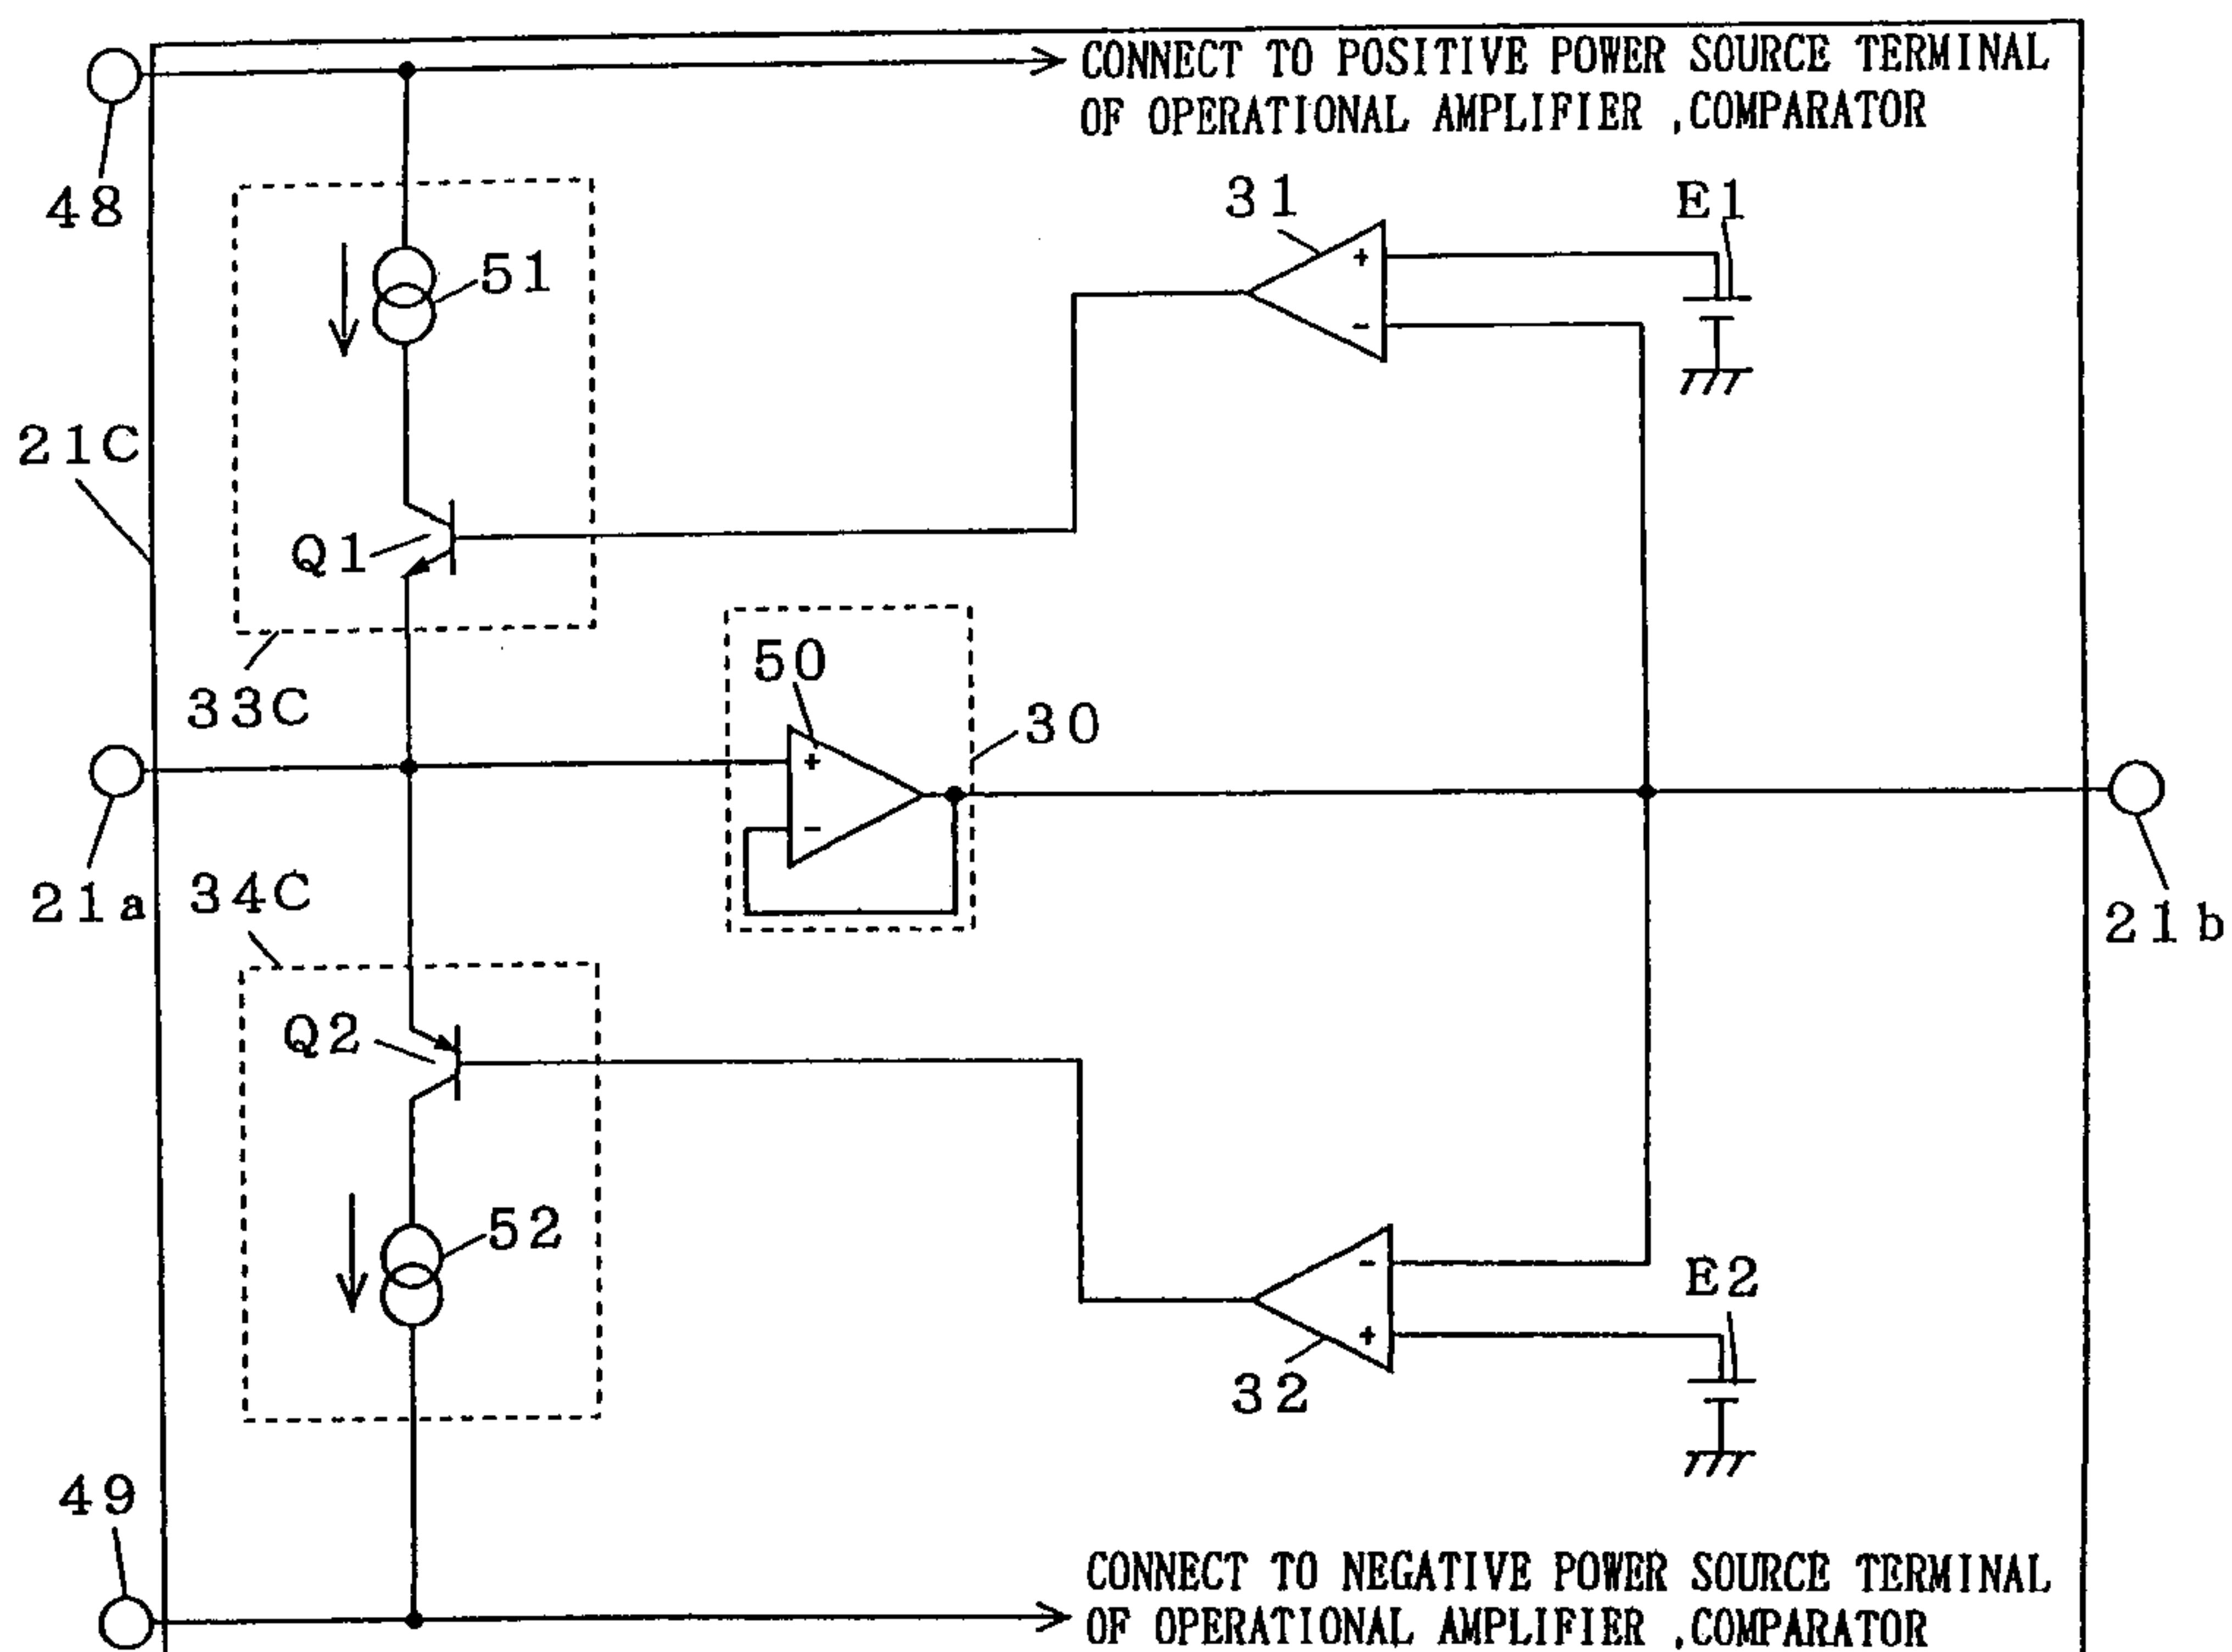 CONNECT TO POSITIVE POWER SOURCE TERMINAL
OF OPERATIONAL AMPLIFIER ,COMPARATOR
48
31
E1
+
-
51
21C
Q1
33C
50
30
+
-
21a
34C
21b
Q2
52
-
E2
+
32
49
CONNECT TO NEGATIVE POWER SOURCE TERMINAL
OF OPERATIONAL AMPLIFIER ,COMPARATOR